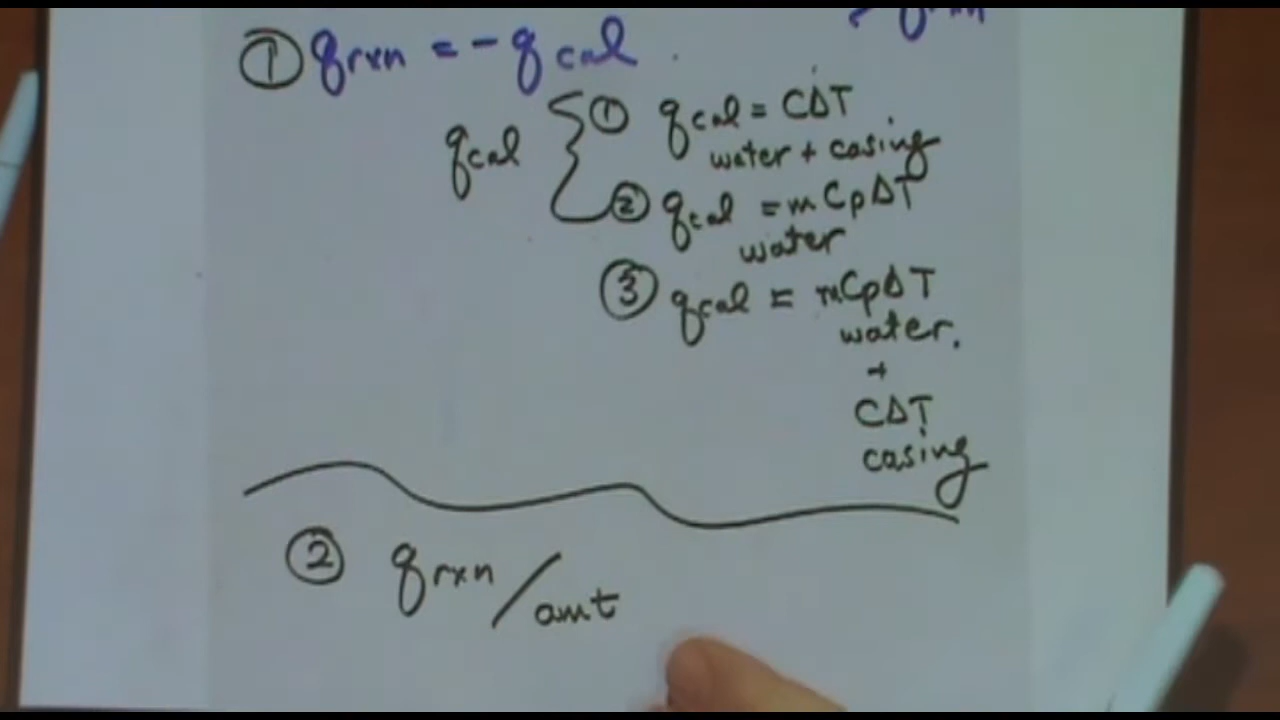 ① qrxn = - qcal .
qcal { ① qcal = CΔT
water + casing
② qcal = mCpΔT
water
③ qcal = mCpΔT
water.
+
CΔT
casing
② qrxn / amt